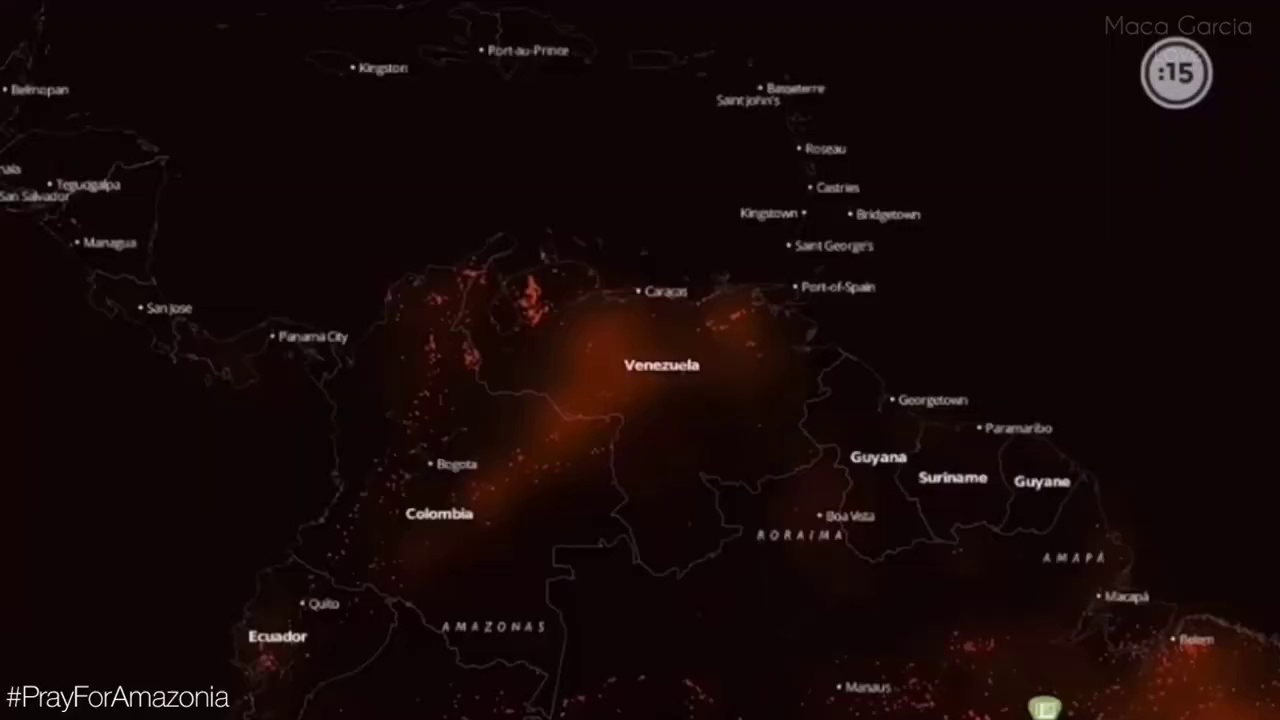 Maca Garcia
:15
Port-au-Prince
Kingston
Belmopan
Basseterre
Saint John's
Roseau
Tegucigalpa
San Salvador
Castries
Kingstown
Bridgetown
Managua
Saint George's
Caracas
Port-of-Spain
San Jose
Panama City
Venezuela
Georgetown
Paramaribo
Bogota
Guyana
Suriname
Guyane
Colombia
Boa Vista
RORAIMA
AMAPÁ
Quito
Macapá
AMAZONAS
Ecuador
Belem
Manaus
#PrayForAmazonia